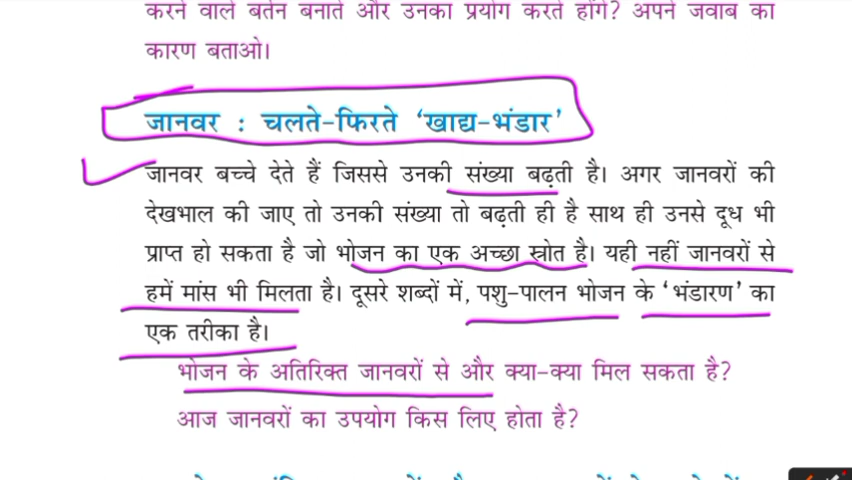 करने वाले बर्तन बनाते और उनका प्रयोग करते होंगे? अपने जवाब का
कारण बताओ।
जानवर : चलते-फिरते ‘खाद्य-भंडार’
जानवर बच्चे देते हैं जिससे उनकी संख्या बढ़ती है। अगर जानवरों की
देखभाल की जाए तो उनकी संख्या तो बढ़ती ही है साथ ही उनसे दूध भी
प्राप्त हो सकता है जो भोजन का एक अच्छा स्रोत है। यही नहीं जानवरों से
हमें मांस भी मिलता है। दूसरे शब्दों में, पशु-पालन भोजन के ‘भंडारण’ का
एक तरीका है।
भोजन के अतिरिक्त जानवरों से और क्या-क्या मिल सकता है?
आज जानवरों का उपयोग किस लिए होता है?